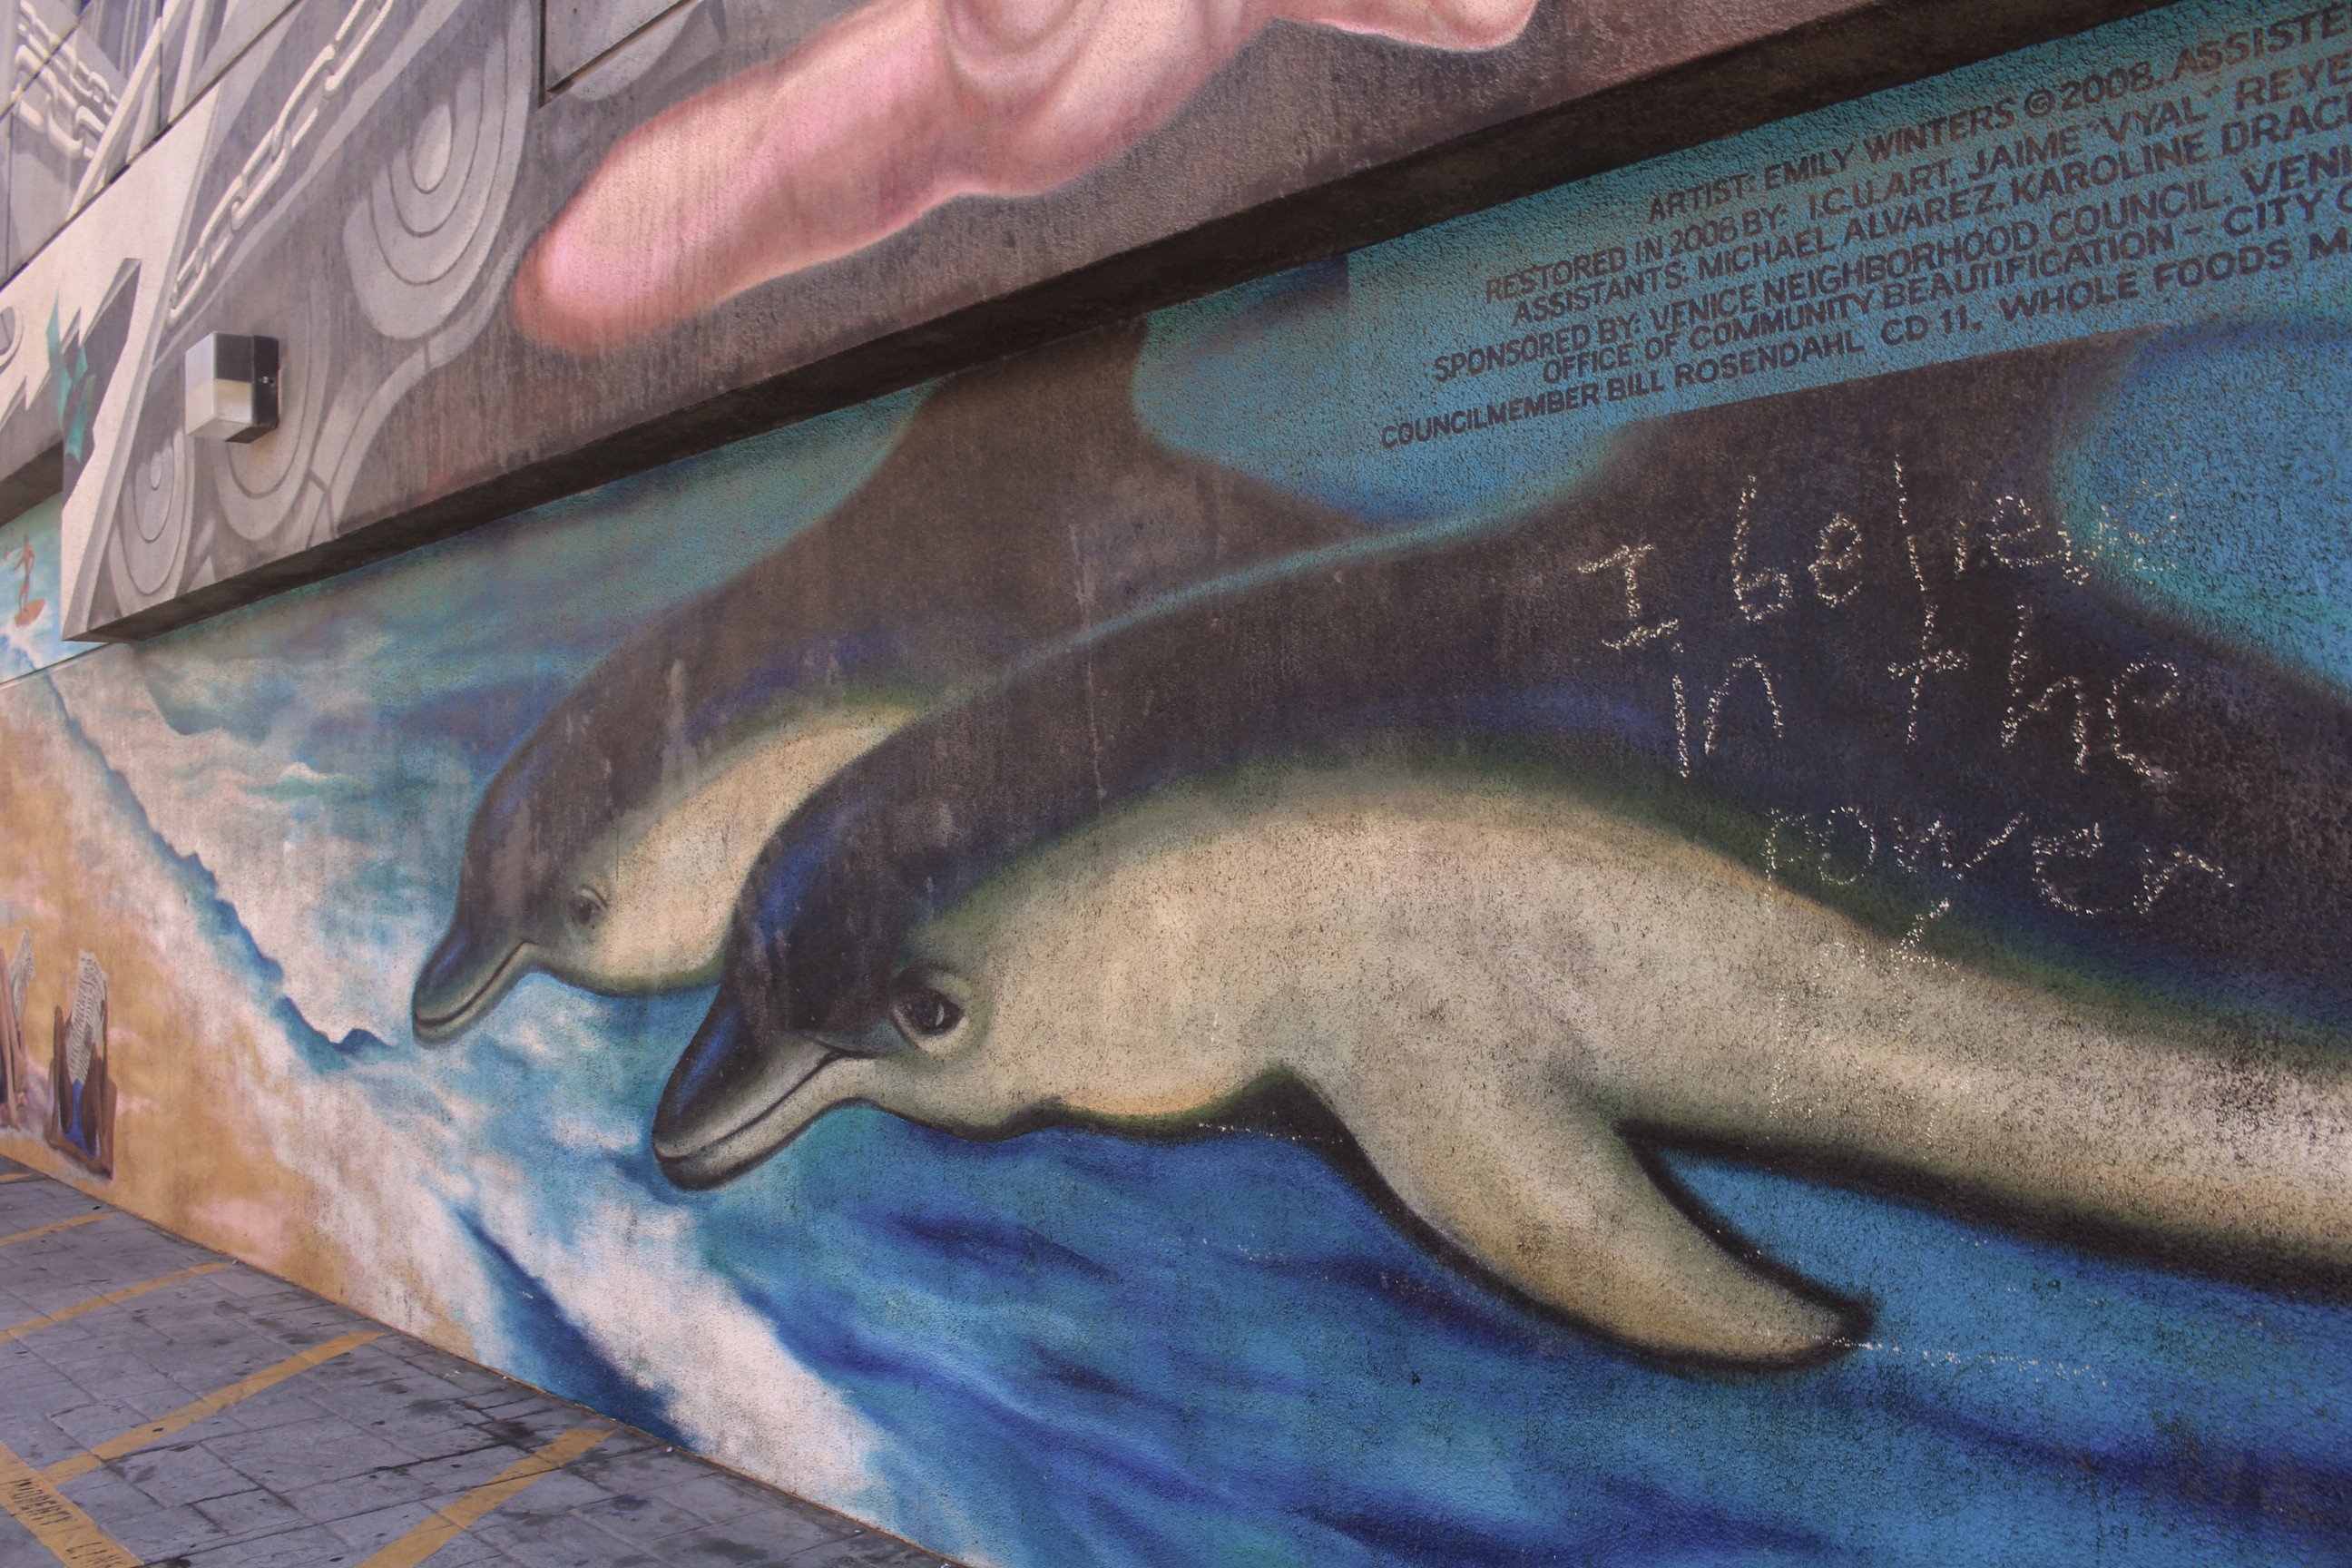 ARTIST: EMILY WINTERS © 2008. ASSISTE
RESTORED IN 2008 BY: I.C.U. ART, JAIME "VYAL" REYE
ASSISTANTS: MICHAEL ALVAREZ, KAROLINE DRAC
SPONSORED BY: VENICE NEIGHBORHOOD COUNCIL, VENI
OFFICE OF COMMUNITY BEAUTIFICATION - CITY O
COUNCILMEMBER BILL ROSENDAHL CD 11, WHOLE FOODS M
I believe
in the
power